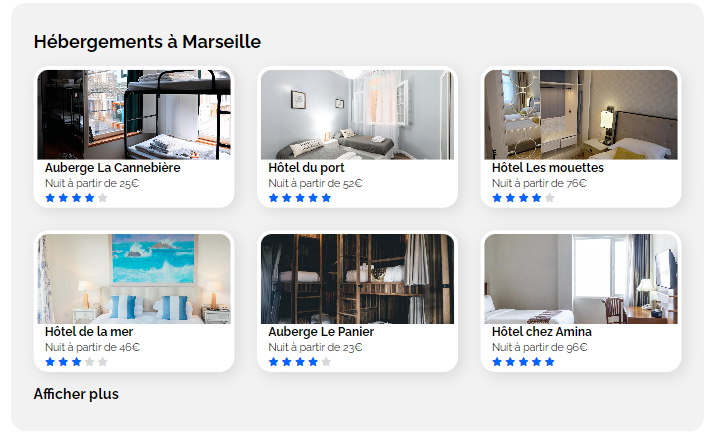 Hébergements à Marseille
Auberge La Cannebière
Nuit à partir de 25€
Hôtel du port
Nuit à partir de 52€
Hôtel Les mouettes
Nuit à partir de 76€
Hôtel de la mer
Nuit à partir de 46€
Auberge Le Panier
Nuit à partir de 23€
Hôtel chez Amina
Nuit à partir de 96€
Afficher plus